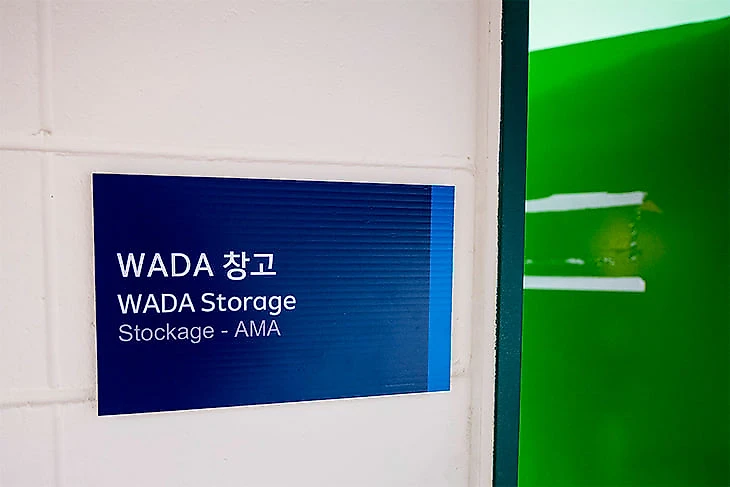 WADA 창고
WADA Storage
Stockage - AMA